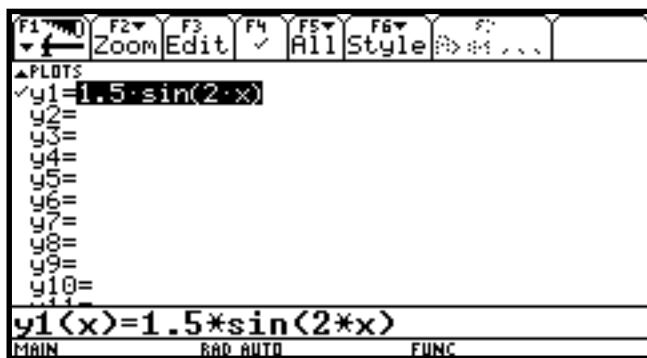 F1 F2 F3 F4 F5 F6
Zoom Edit ✓ All Style
PLOTS
✓y1=1.5·sin(2·x)
y2=
y3=
y4=
y5=
y6=
y7=
y8=
y9=
y10=
y1(x)=1.5*sin(2*x)
MAIN RAD AUTO FUNC